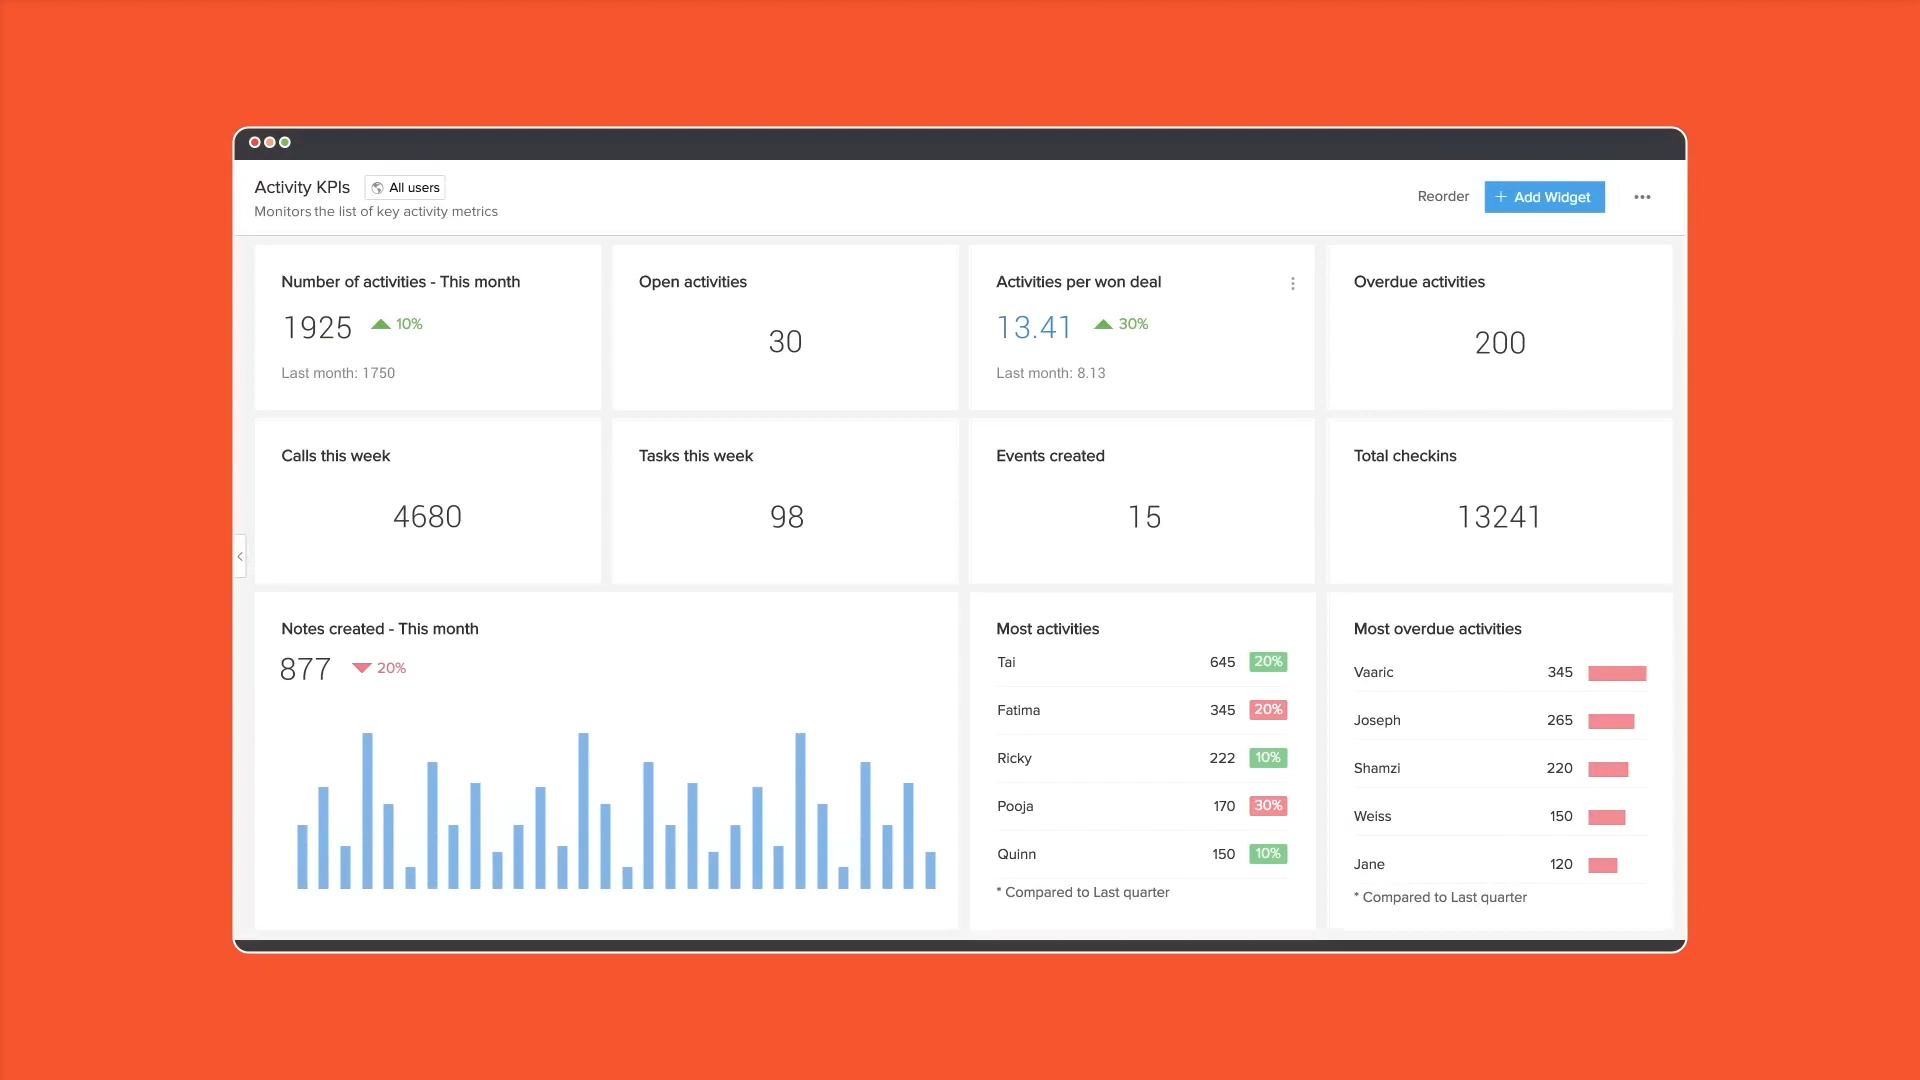 Activity KPIs
All users
Monitors the list of key activity metrics
Reorder
+ Add Widget
Number of activities - This month
1925
10%
Last month: 1750
Open activities
30
Activities per won deal
13.41
30%
Last month: 8.13
Overdue activities
200
Calls this week
4680
Tasks this week
98
Events created
15
Total checkins
13241
Notes created - This month
877
20%
Most activities
Tai 645 20%
Fatima 345 20%
Ricky 222 10%
Pooja 170 30%
Quinn 150 10%
* Compared to Last quarter
Most overdue activities
Vaaric 345
Joseph 265
Shamzi 220
Weiss 150
Jane 120
* Compared to Last quarter